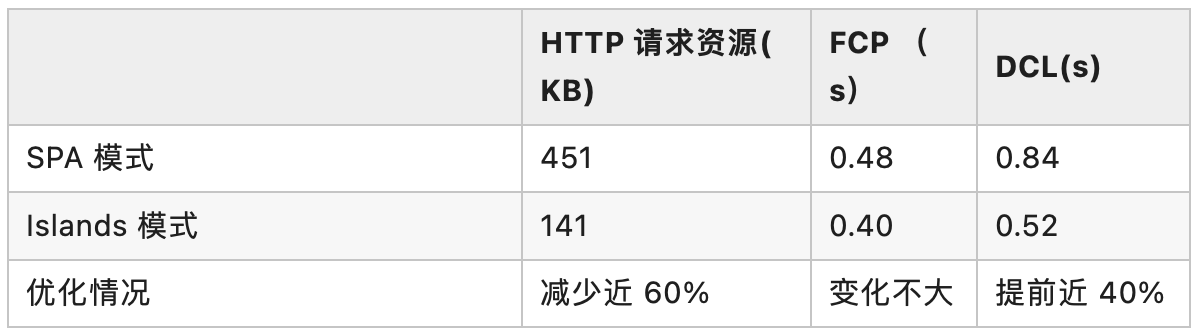 HTTP 请求资源(KB) FCP （s） DCL(s)
SPA 模式 451 0.48 0.84
Islands 模式 141 0.40 0.52
优化情况 减少近 60% 变化不大 提前近 40%